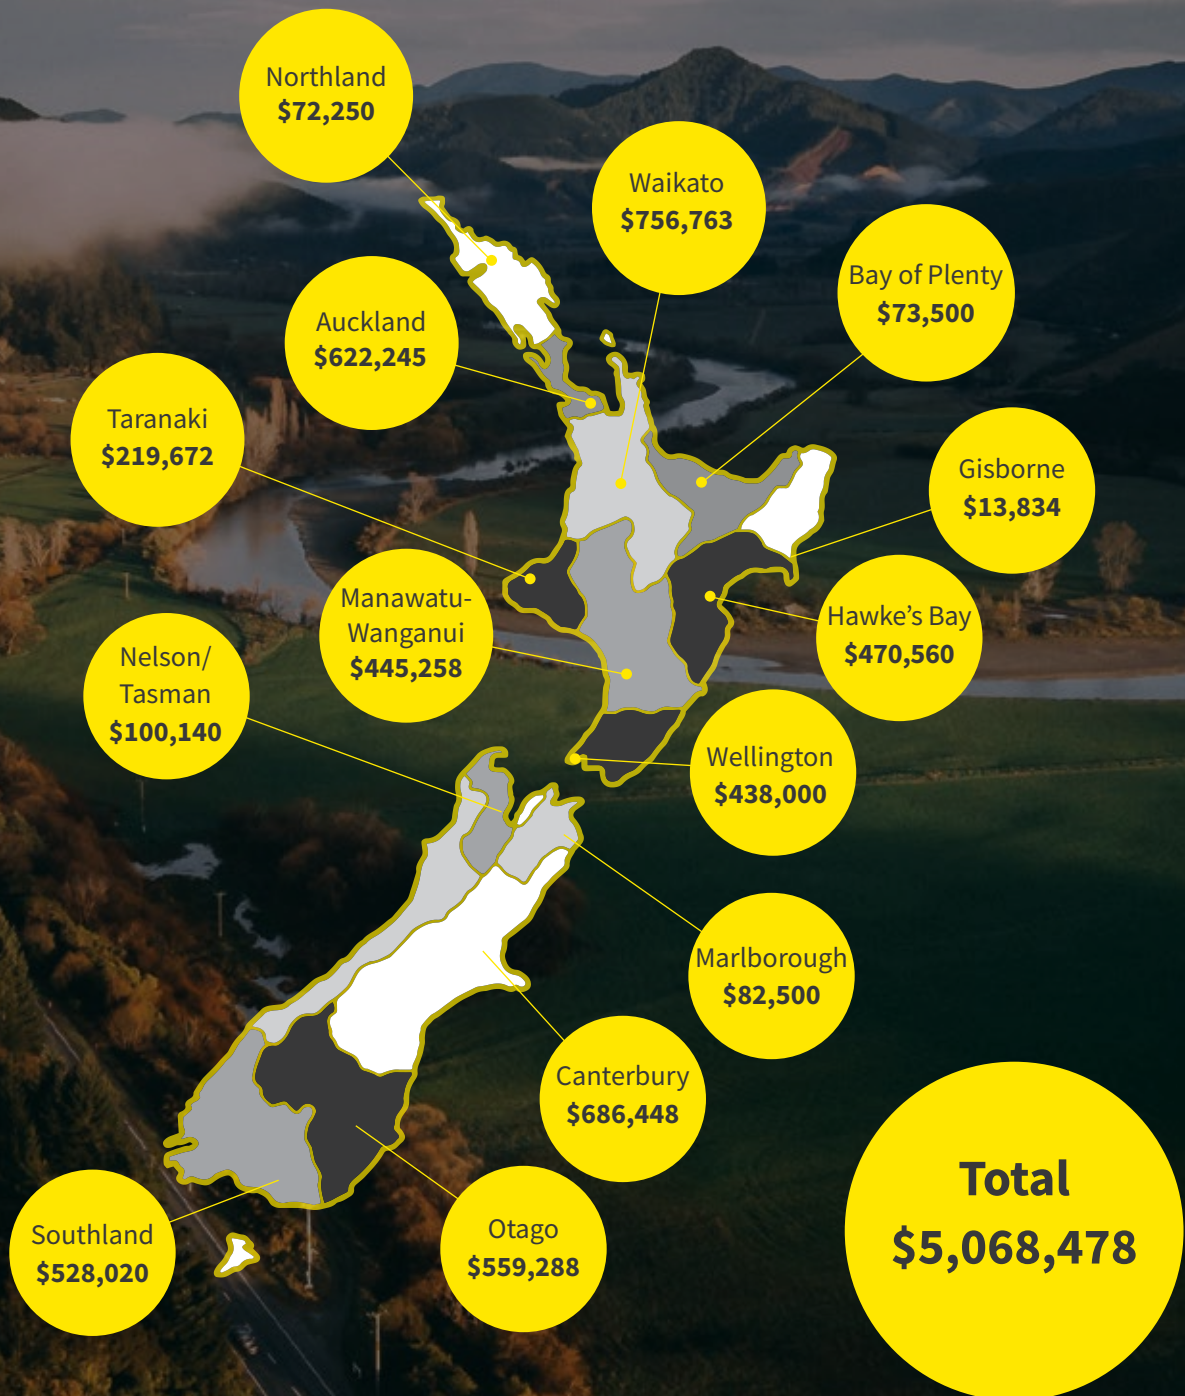 Northland
$72,250
Waikato
$756,763
Bay of Plenty
$73,500
Auckland
$622,245
Taranaki
$219,672
Gisborne
$13,834
Manawatu-
Wanganui
$445,258
Hawke's Bay
$470,560
Nelson/
Tasman
$100,140
Wellington
$438,000
Marlborough
$82,500
Canterbury
$686,448
Otago
$559,288
Southland
$528,020
Total
$5,068,478